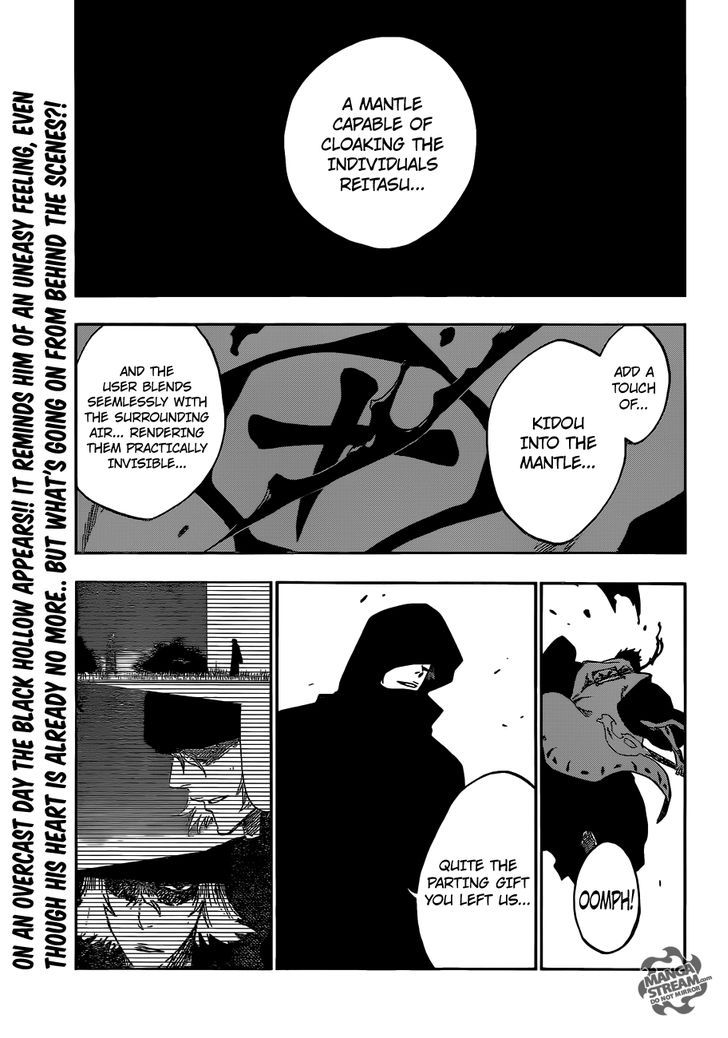 ON AN OVERCAST DAY THE BLACK HOLLOW APPEARS!! IT REMINDS HIM OF AN UNEASY FEELING, EVEN
THOUGH HIS HEART IS ALREADY NO MORE.. BUT WHAT'S GOING ON FROM BEHIND THE SCENES?!
A MANTLE
CAPABLE OF
CLOAKING THE
INDIVIDUALS
REITASU...
ADD A
TOUCH
OF...
KIDOU
INTO THE
MANTLE...
AND THE
USER BLENDS
SEEMLESSLY WITH
THE SURROUNDING
AIR... RENDERING
THEM PRACTICALLY
INVISIBLE...
OOMPH!
QUITE THE
PARTING GIFT
YOU LEFT US...
MANGA
STREAM.com
DO NOT MIRROR